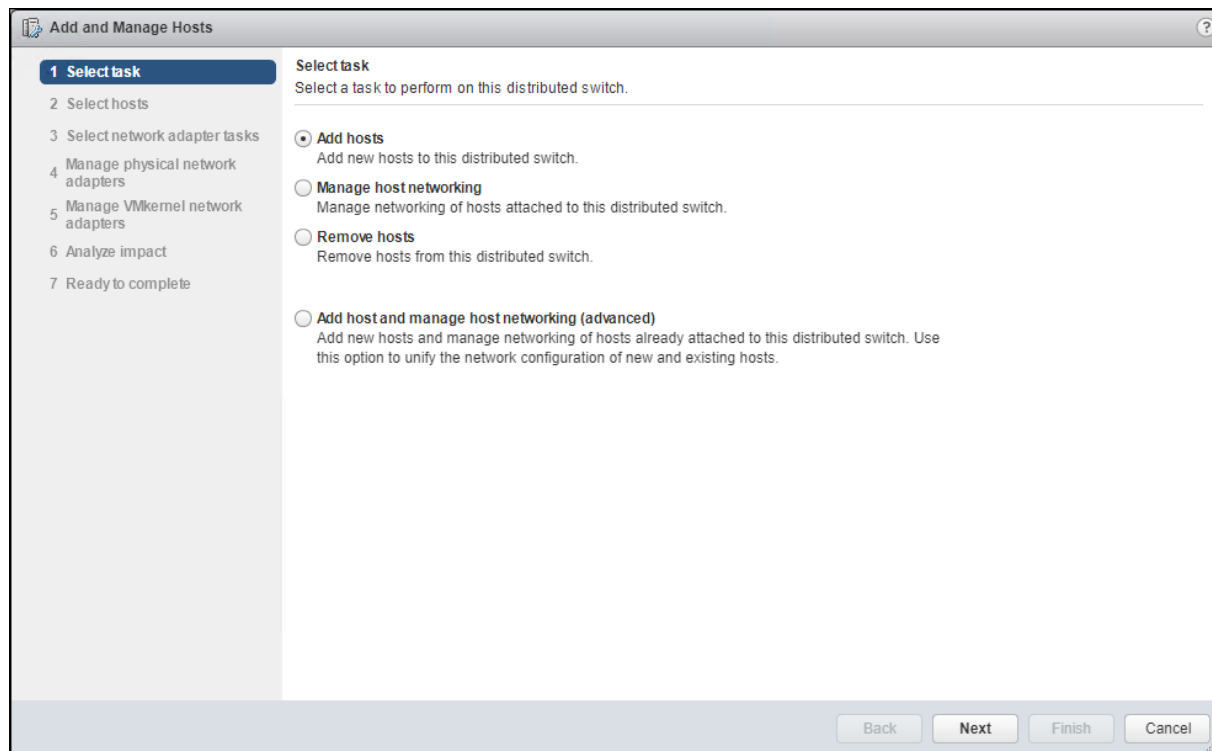 Add and Manage Hosts
?
1 Select task
2 Select hosts
3 Select network adapter tasks
4 Manage physical network
adapters
5 Manage VMkernel network
adapters
6 Analyze impact
7 Ready to complete
Select task
Select a task to perform on this distributed switch.
Add hosts
Add new hosts to this distributed switch.
Manage host networking
Manage networking of hosts attached to this distributed switch.
Remove hosts
Remove hosts from this distributed switch.
Add host and manage host networking (advanced)
Add new hosts and manage networking of hosts already attached to this distributed switch. Use
this option to unify the network configuration of new and existing hosts.
Back Next Finish Cancel